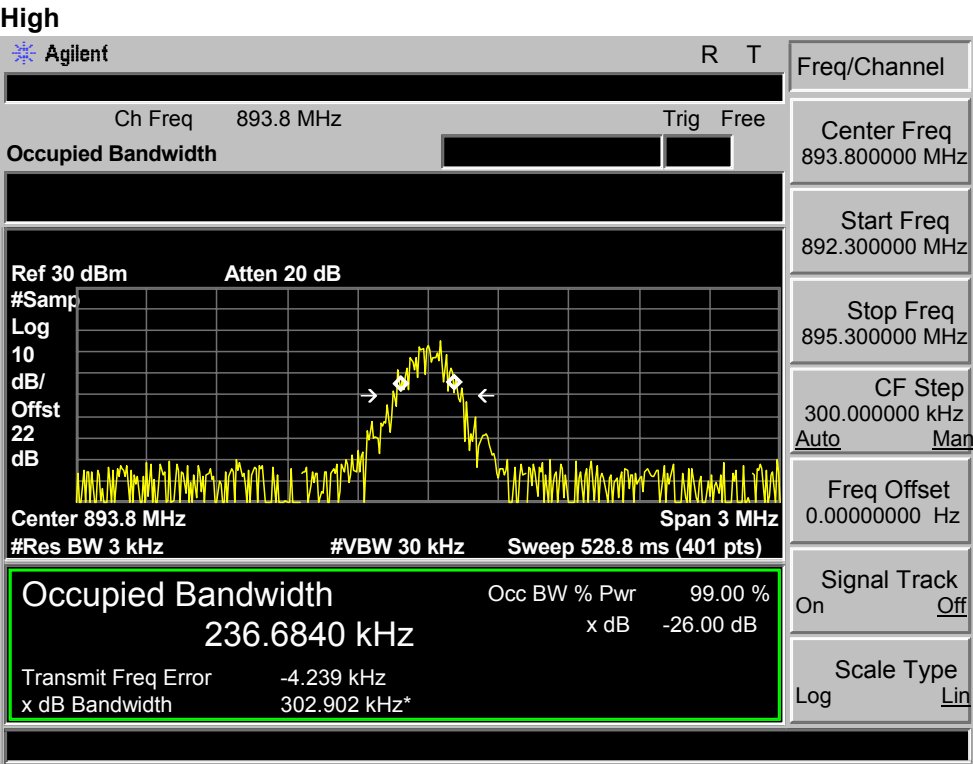 High
Agilent R T
Ch Freq 893.8 MHz Trig Free
Occupied Bandwidth
Ref 30 dBm Atten 20 dB
#Samp
Log
10
dB/
Offst
22
dB
Center 893.8 MHz Span 3 MHz
#Res BW 3 kHz #VBW 30 kHz Sweep 528.8 ms (401 pts)
Occupied Bandwidth Occ BW % Pwr 99.00 %
236.6840 kHz x dB -26.00 dB
Transmit Freq Error -4.239 kHz
x dB Bandwidth 302.902 kHz*
Freq/Channel
Center Freq
893.800000 MHz
Start Freq
892.300000 MHz
Stop Freq
895.300000 MHz
CF Step
300.000000 kHz
Auto Man
Freq Offset
0.00000000 Hz
Signal Track
On Off
Scale Type
Log Lin